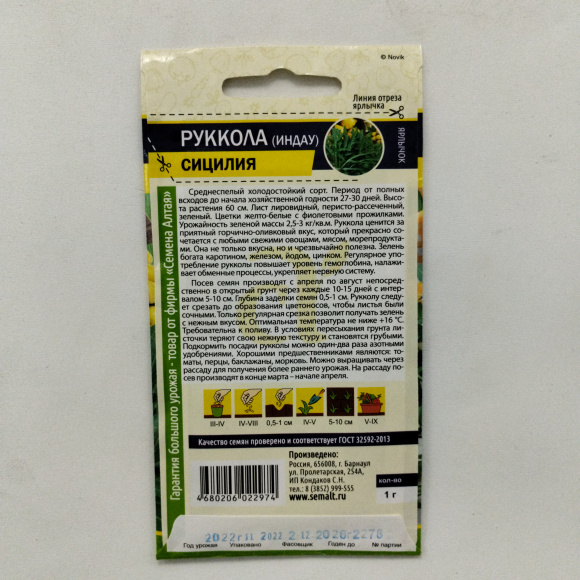 © Novik
Линия отреза
ярлычка
РУККОЛА (ИНДАУ)
СИЦИЛИЯ
ЯРЛЫЧОК
Гарантия большого урожая - товар от фирмы «Семена Алтая»
Среднеспелый холодостойкий сорт. Период от полных
всходов до начала хозяйственной годности 27-30 дней. Высо-
та растения 60 см. Лист лировидный, перисто-рассеченный,
зеленый. Цветки желто-белые с фиолетовыми прожилками.
Урожайность зеленой массы 2,5-3 кг/кв.м. Руккола ценится за
приятный горчично-оливковый вкус, который прекрасно со-
четается с любыми свежими овощами, мясом, морепродукта-
ми. Она не только вкусна, но и чрезвычайно полезна. Зелень
богата каротином, железом, йодом, цинком. Регулярное упо-
требление рукколы повышает уровень гемоглобина, налажи-
вает обменные процессы, укрепляет нервную систему.
Посев семян производят с апреля по август непосред-
ственно в открытый грунт через каждые 10-15 дней с интер-
валом 5-10 см. Глубина заделки семян 0,5-1 см. Рукколу следу-
ет срезать до образования цветоносов, чтобы листья были
сочными. Только регулярная срезка позволит получать зелень
с нежным вкусом. Оптимальная температура не ниже +16 °С.
Требовательна к поливу. В условиях пересыхания грунта ли-
сточки теряют свою нежную текстуру и становятся грубыми.
Подкормить посадки рукколы можно один-два раза азотными
удобрениями. Хорошими предшественниками являются: то-
маты, перцы, баклажаны, морковь. Можно выращивать через
рассаду для получения более раннего урожая. На рассаду по-
сев производят в конце марта – начале апреля.
III-IV IV-VIII 0,5-1 см IV-V 5-10 см V-IX
Качество семян проверено и соответствует ГОСТ 32592-2013
Произведено:
Россия, 656008, г. Барнаул
ул. Пролетарская, 254А,
ИП Кондаков С.Н.
тел.: 8 (3852) 999-555
www.semalt.ru
кол-во
1 г
4 680206 022974
2022г 11 2022 2 12 2026г 2278
Год урожая Упаковано Фасовщик Годен до № партии